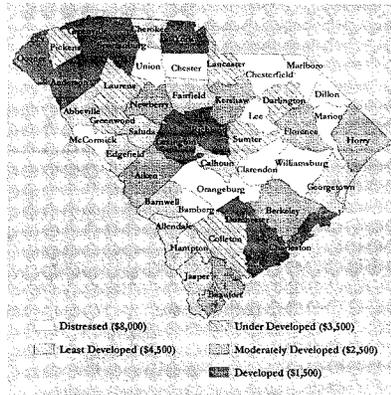 Cherokee
Pickens
Oconee
Union
Chester
Lancaster
Chesterfield
Marlboro
Anderson
Laurens
Fairfield
Kershaw
Darlington
Dillon
Newberry
Abbeville
Greenwood
Lee
Marion
Saluda
Florence
McCormick
Sumter
Horry
Edgefield
Calhoun
Williamsburg
Clarendon
Aiken
Orangeburg
Georgetown
Barnwell
Bamberg
Berkeley
Dorchester
Allendale
Colleton
Charleston
Hampton
Jasper
Beaufort
Distressed ($8,000)
Under Developed ($3,500)
Least Developed ($4,500)
Moderately Developed ($2,500)
Developed ($1,500)